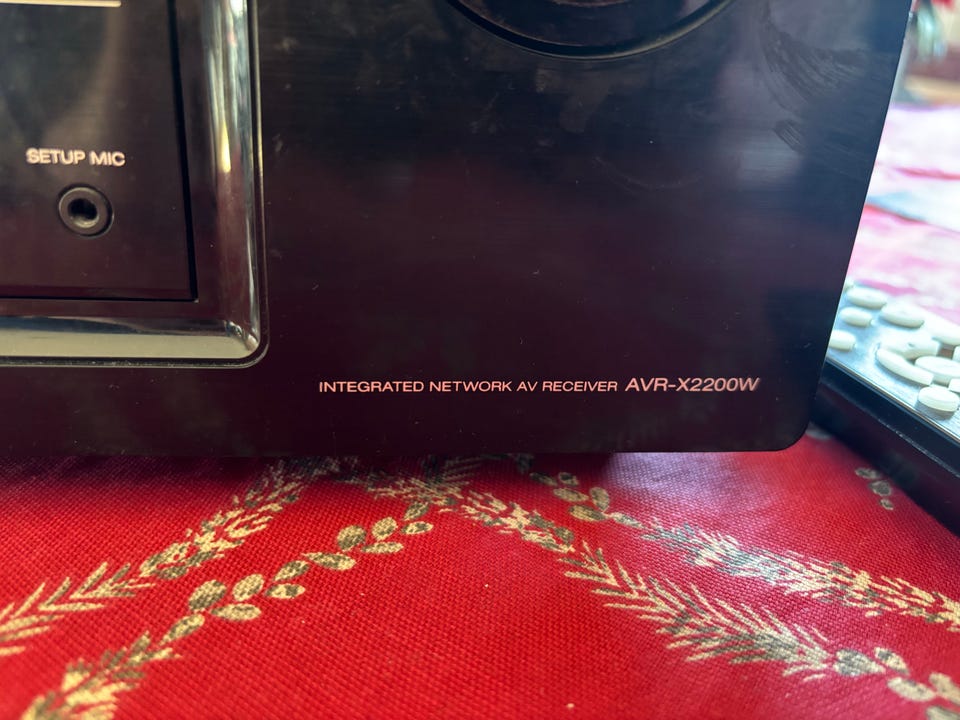 SETUP MIC
INTEGRATED NETWORK AV RECEIVER AVR-X2200W